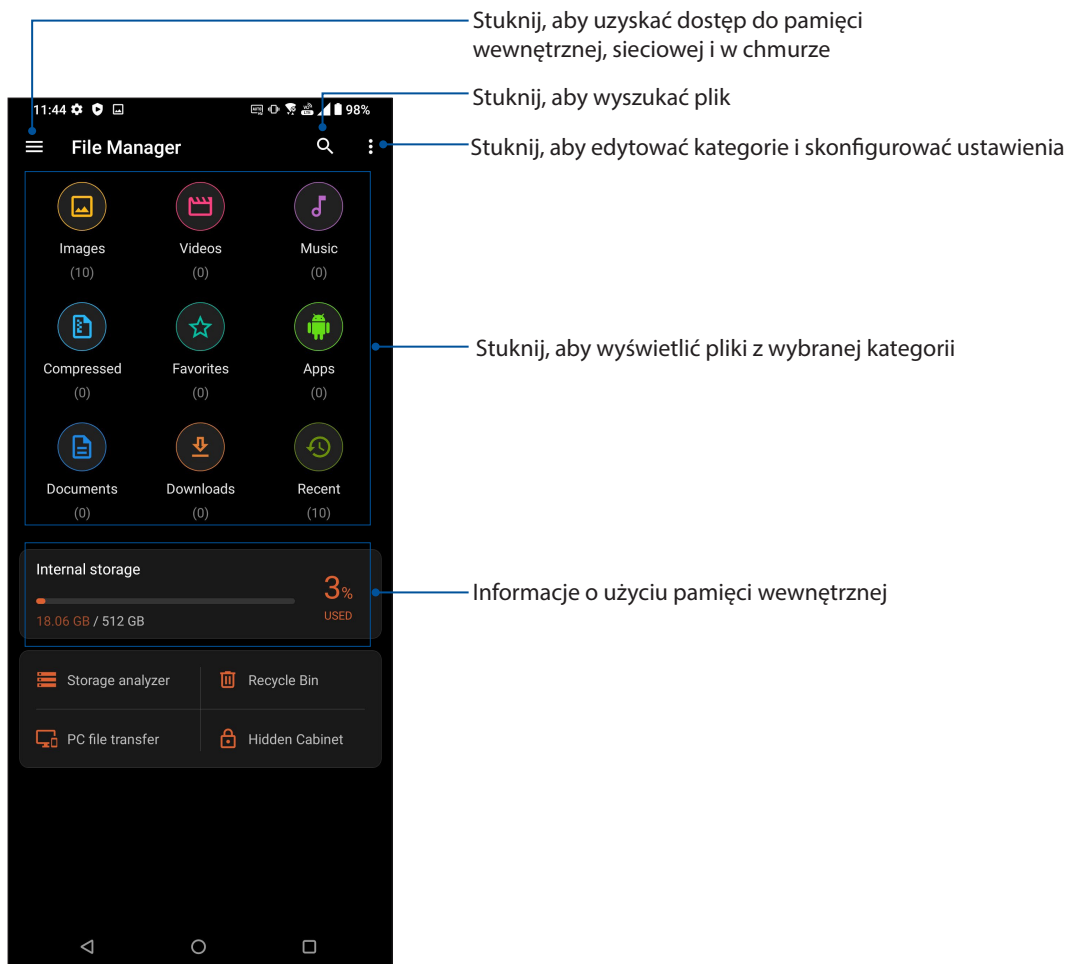 Stuknij, aby uzyskać dostęp do pamięci
wewnętrznej, sieciowej i w chmurze
Stuknij, aby wyszukać plik
11:44 98%
File Manager
Stuknij, aby edytować kategorie i skonfigurować ustawienia
Images Videos Music
(10) (0) (0)
Stuknij, aby wyświetlić pliki z wybranej kategorii
Compressed Favorites Apps
(0) (0) (0)
Documents Downloads Recent
(0) (0) (10)
Internal storage
3%
Informacje o użyciu pamięci wewnętrznej
18.06 GB / 512 GB USED
Storage analyzer Recycle Bin
PC file transfer Hidden Cabinet